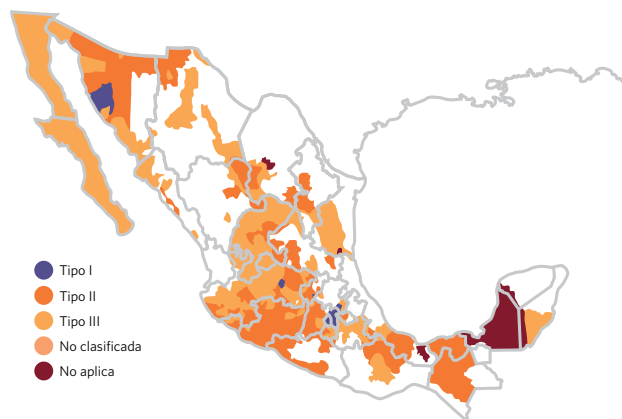 Tipo I
Tipo II
Tipo III
No clasificada
No aplica